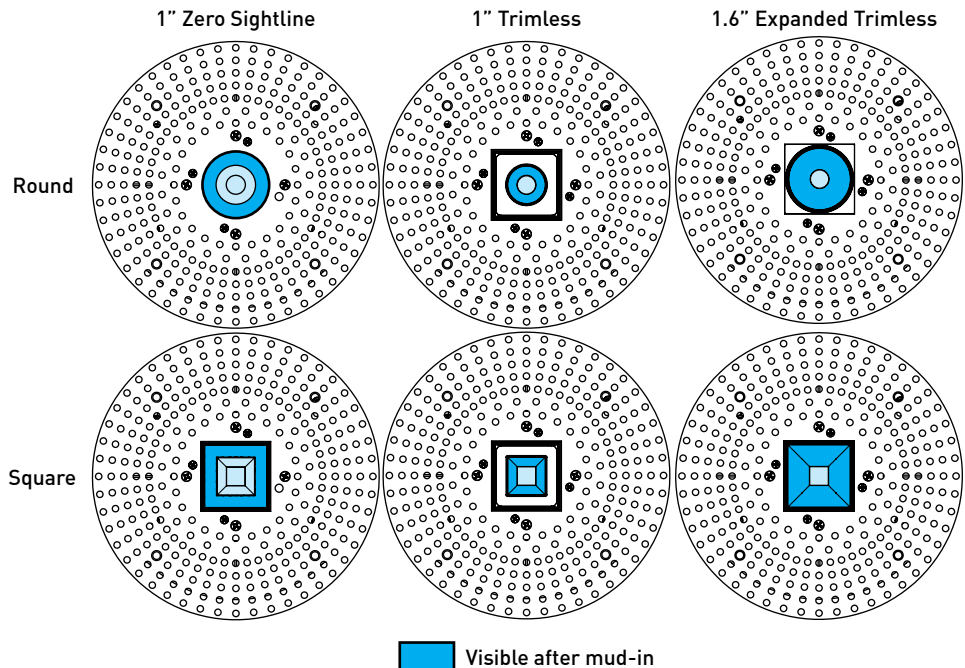 1” Zero Sightline
1” Trimless
1.6” Expanded Trimless
Round
Square
Visible after mud-in